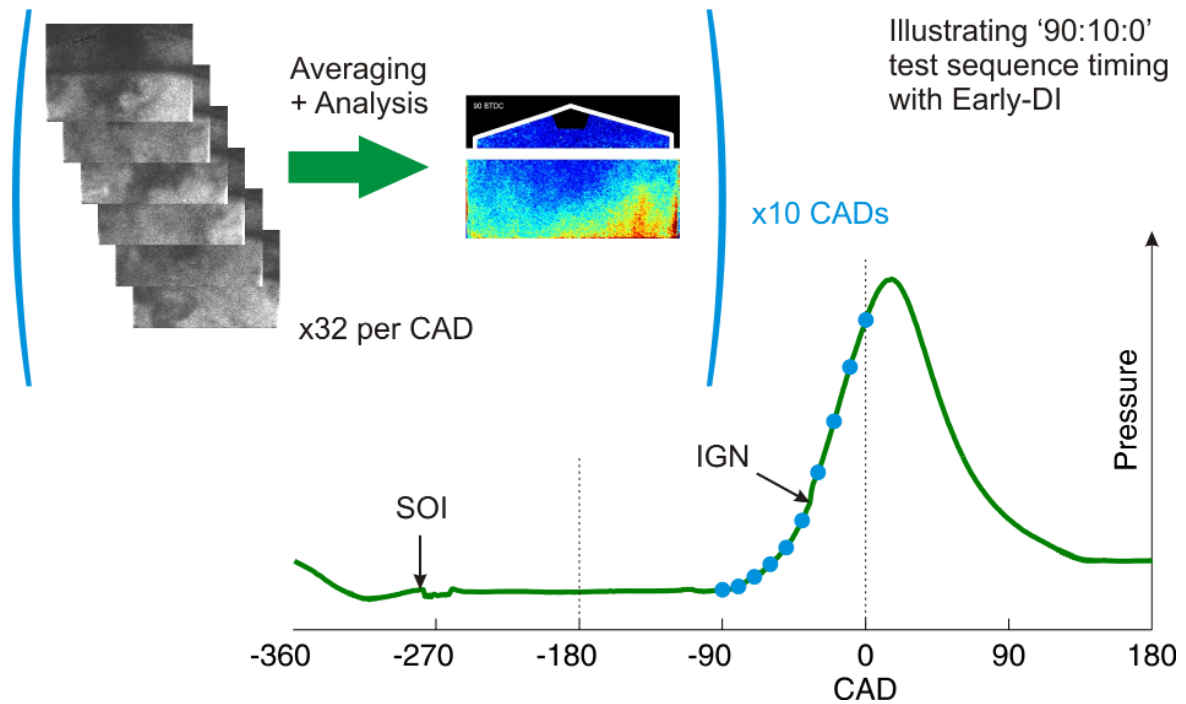 Illustrating ‘90:10:0’
test sequence timing
with Early-DI
Averaging
+ Analysis
90 BTDC
x10 CADs
x32 per CAD
IGN
SOI
Pressure
-360
-270
-180
-90
0
90
180
CAD